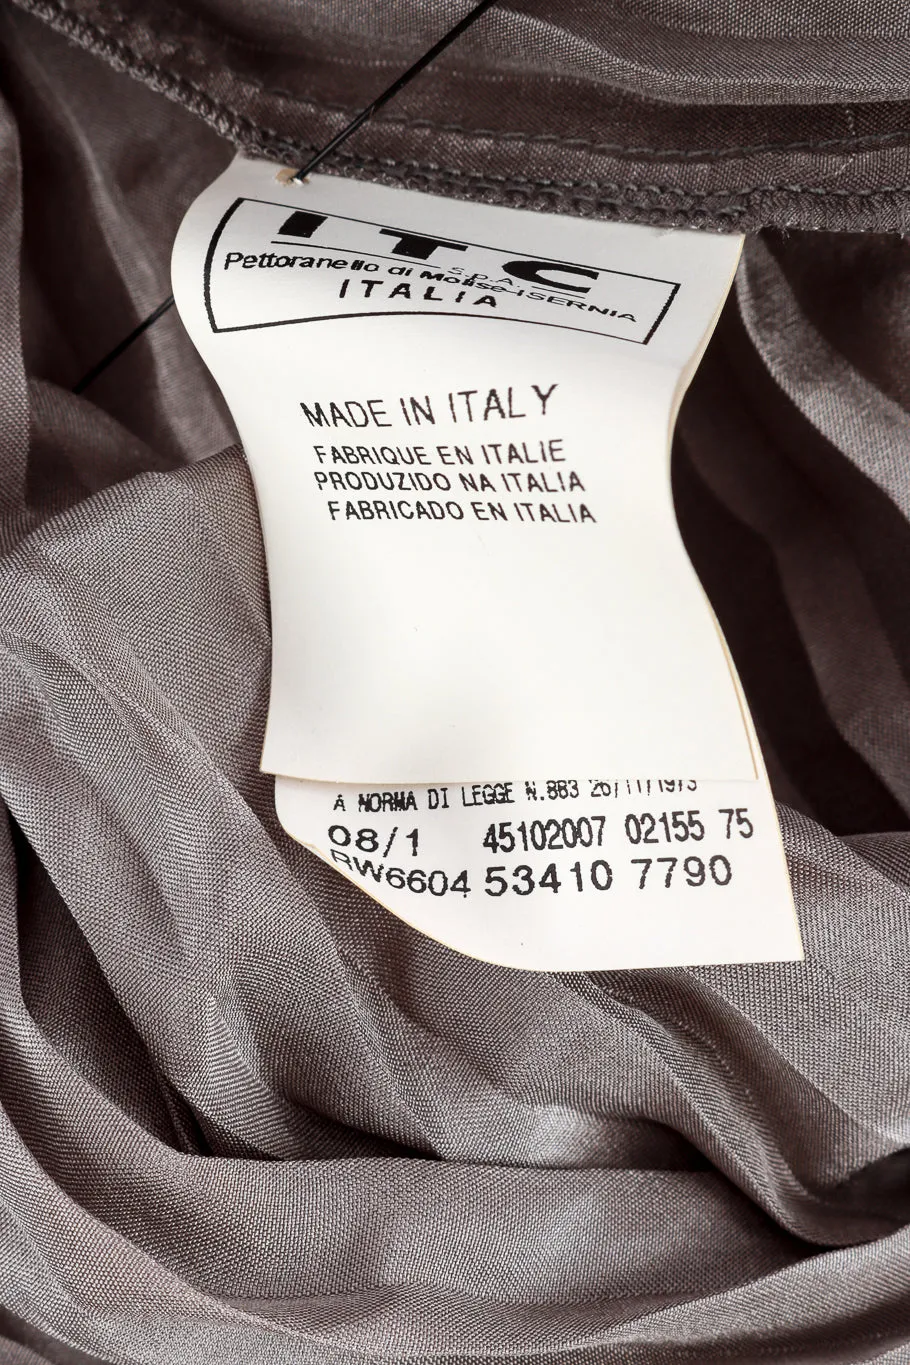 ITC
S.p.A.
Pettoranello di Molise-ISERNIA
ITALIA
MADE IN ITALY
FABRIQUE EN ITALIE
PRODUZIDO NA ITALIA
FABRICADO EN ITALIA
A NORMA DI LEGGE N.883 26/11/1973
08/1 45102007 02155 75
RW6604 53410 7790